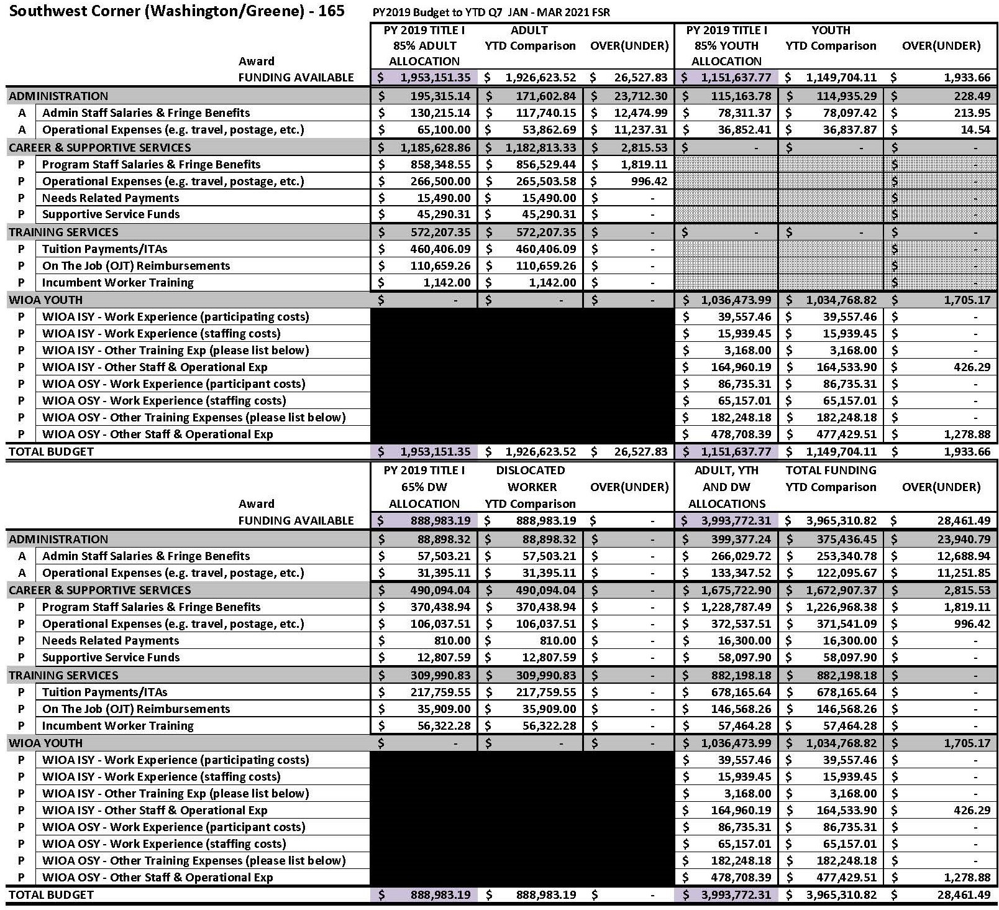 Southwest Corner (Washington/Greene) - 165 PY2019 Budget to YTD Q7 JAN - MAR 2021 FSR
PY 2019 TITLE I ADULT PY 2019 TITLE I YOUTH
85% ADULT YTD Comparison OVER(UNDER) 85% YOUTH YTD Comparison OVER(UNDER)
Award ALLOCATION ALLOCATION
FUNDING AVAILABLE $ 1,953,151.35 $ 1,926,623.52 $ 26,527.83 $ 1,151,637.77 $ 1,149,704.11 $ 1,933.66
ADMINISTRATION $ 195,315.14 $ 171,602.84 $ 23,712.30 $ 115,163.78 $ 114,935.29 $ 228.49
A Admin Staff Salaries & Fringe Benefits $ 130,215.14 $ 117,740.15 $ 12,474.99 $ 78,311.37 $ 78,097.42 $ 213.95
A Operational Expenses (e.g. travel, postage, etc.) $ 65,100.00 $ 53,862.69 $ 11,237.31 $ 36,852.41 $ 36,837.87 $ 14.54
CAREER & SUPPORTIVE SERVICES $ 1,185,628.86 $ 1,182,813.33 $ 2,815.53 $ - $ - $ -
P Program Staff Salaries & Fringe Benefits $ 858,348.55 $ 856,529.44 $ 1,819.11 $ -
P Operational Expenses (e.g. travel, postage, etc.) $ 266,500.00 $ 265,503.58 $ 996.42 $ -
P Needs Related Payments $ 15,490.00 $ 15,490.00 $ - $ -
P Supportive Service Funds $ 45,290.31 $ 45,290.31 $ - $ -
TRAINING SERVICES $ 572,207.35 $ 572,207.35 $ - $ - $ - $ -
P Tuition Payments/ITAs $ 460,406.09 $ 460,406.09 $ - $ -
P On The Job (OJT) Reimbursements $ 110,659.26 $ 110,659.26 $ - $ -
P Incumbent Worker Training $ 1,142.00 $ 1,142.00 $ - $ -
WIOA YOUTH $ - $ - $ - $ 1,036,473.99 $ 1,034,768.82 $ 1,705.17
P WIOA ISY - Work Experience (participating costs) $ 39,557.46 $ 39,557.46 $ -
P WIOA ISY - Work Experience (staffing costs) $ 15,939.45 $ 15,939.45 $ -
P WIOA ISY - Other Training Exp (please list below) $ 3,168.00 $ 3,168.00 $ -
P WIOA ISY - Other Staff & Operational Exp $ 164,960.19 $ 164,533.90 $ 426.29
P WIOA OSY - Work Experience (participant costs) $ 86,735.31 $ 86,735.31 $ -
P WIOA OSY - Work Experience (staffing costs) $ 65,157.01 $ 65,157.01 $ -
P WIOA OSY - Other Training Expenses (please list below) $ 182,248.18 $ 182,248.18 $ -
P WIOA OSY - Other Staff & Operational Exp $ 478,708.39 $ 477,429.51 $ 1,278.88
TOTAL BUDGET $ 1,953,151.35 $ 1,926,623.52 $ 26,527.83 $ 1,151,637.77 $ 1,149,704.11 $ 1,933.66
PY 2019 TITLE I DISLOCATED ADULT, YTH TOTAL FUNDING
65% DW WORKER OVER(UNDER) AND DW YTD Comparison OVER(UNDER)
Award ALLOCATION YTD Comparison ALLOCATIONS
FUNDING AVAILABLE $ 888,983.19 $ 888,983.19 $ - $ 3,993,772.31 $ 3,965,310.82 $ 28,461.49
ADMINISTRATION $ 88,898.32 $ 88,898.32 $ - $ 399,377.24 $ 375,436.45 $ 23,940.79
A Admin Staff Salaries & Fringe Benefits $ 57,503.21 $ 57,503.21 $ - $ 266,029.72 $ 253,340.78 $ 12,688.94
A Operational Expenses (e.g. travel, postage, etc.) $ 31,395.11 $ 31,395.11 $ - $ 133,347.52 $ 122,095.67 $ 11,251.85
CAREER & SUPPORTIVE SERVICES $ 490,094.04 $ 490,094.04 $ - $ 1,675,722.90 $ 1,672,907.37 $ 2,815.53
P Program Staff Salaries & Fringe Benefits $ 370,438.94 $ 370,438.94 $ - $ 1,228,787.49 $ 1,226,968.38 $ 1,819.11
P Operational Expenses (e.g. travel, postage, etc.) $ 106,037.51 $ 106,037.51 $ - $ 372,537.51 $ 371,541.09 $ 996.42
P Needs Related Payments $ 810.00 $ 810.00 $ - $ 16,300.00 $ 16,300.00 $ -
P Supportive Service Funds $ 12,807.59 $ 12,807.59 $ - $ 58,097.90 $ 58,097.90 $ -
TRAINING SERVICES $ 309,990.83 $ 309,990.83 $ - $ 882,198.18 $ 882,198.18 $ -
P Tuition Payments/ITAs $ 217,759.55 $ 217,759.55 $ - $ 678,165.64 $ 678,165.64 $ -
P On The Job (OJT) Reimbursements $ 35,909.00 $ 35,909.00 $ - $ 146,568.26 $ 146,568.26 $ -
P Incumbent Worker Training $ 56,322.28 $ 56,322.28 $ - $ 57,464.28 $ 57,464.28 $ -
WIOA YOUTH $ - $ - $ - $ 1,036,473.99 $ 1,034,768.82 $ 1,705.17
P WIOA ISY - Work Experience (participating costs) $ 39,557.46 $ 39,557.46 $ -
P WIOA ISY - Work Experience (staffing costs) $ 15,939.45 $ 15,939.45 $ -
P WIOA ISY - Other Training Exp (please list below) $ 3,168.00 $ 3,168.00 $ -
P WIOA ISY - Other Staff & Operational Exp $ 164,960.19 $ 164,533.90 $ 426.29
P WIOA OSY - Work Experience (participant costs) $ 86,735.31 $ 86,735.31 $ -
P WIOA OSY - Work Experience (staffing costs) $ 65,157.01 $ 65,157.01 $ -
P WIOA OSY - Other Training Expenses (please list below) $ 182,248.18 $ 182,248.18 $ -
P WIOA OSY - Other Staff & Operational Exp $ 478,708.39 $ 477,429.51 $ 1,278.88
TOTAL BUDGET $ 888,983.19 $ 888,983.19 $ - $ 3,993,772.31 $ 3,965,310.82 $ 28,461.49